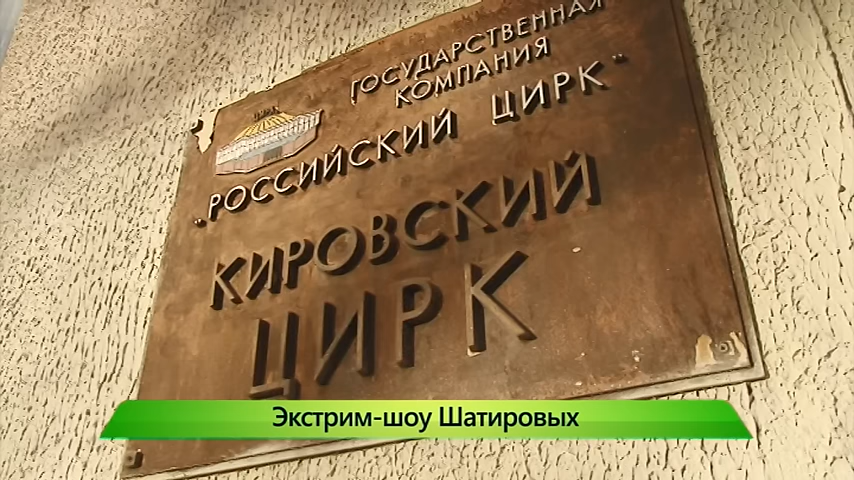 ГОСУДАРСТВЕННАЯ
КОМПАНИЯ
"РОССИЙСКИЙ ЦИРК"
КИРОВСКИЙ
ЦИРК
Экстрим-шоу Шатировых